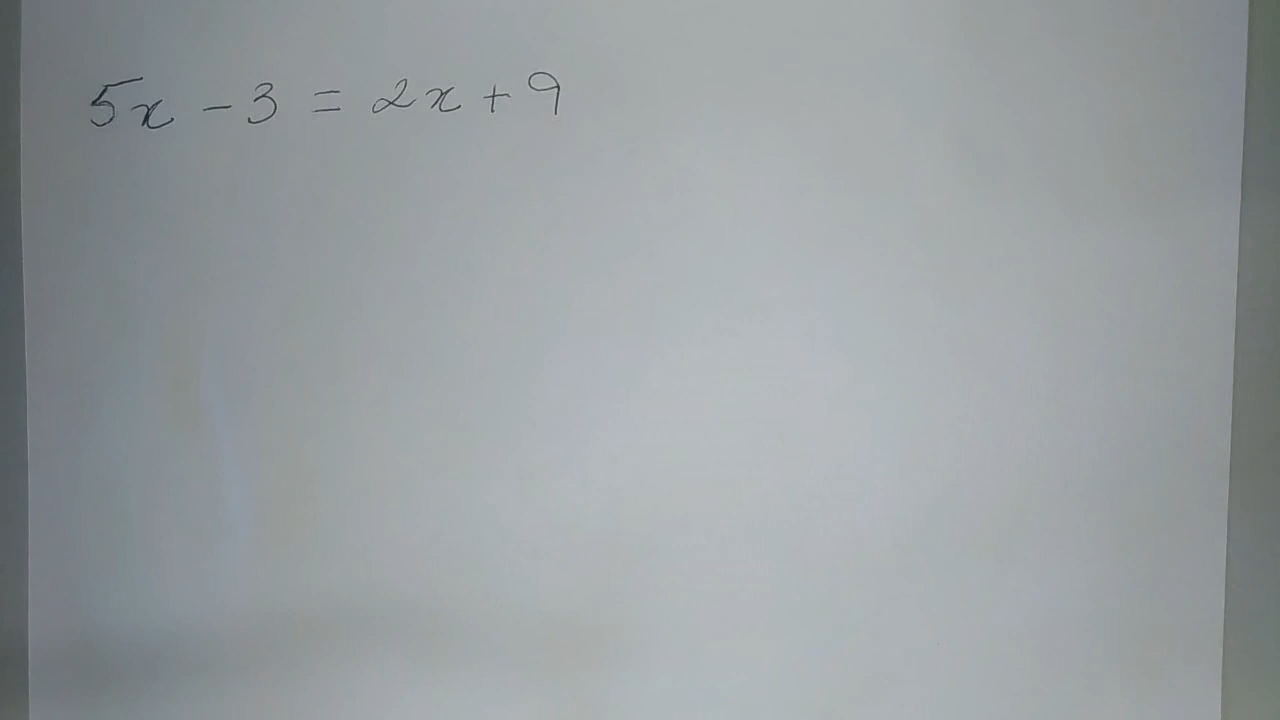 5x - 3 = 2x + 9